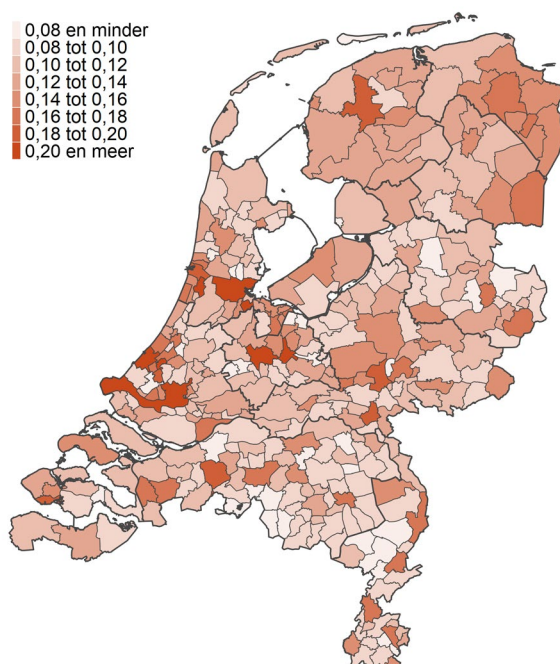 0,08 en minder
0,08 tot 0,10
0,10 tot 0,12
0,12 tot 0,14
0,14 tot 0,16
0,16 tot 0,18
0,18 tot 0,20
0,20 en meer